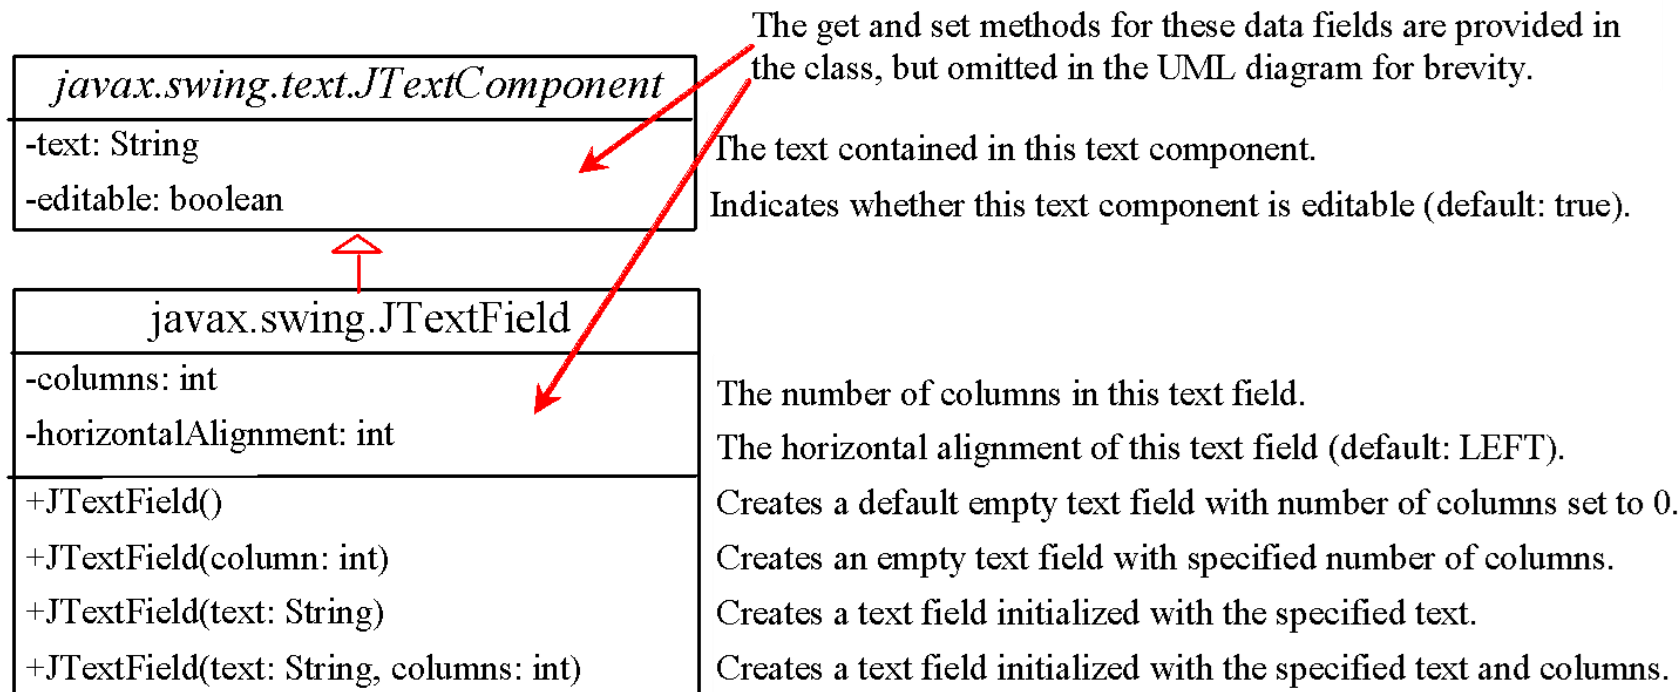 The get and set methods for these data fields are provided in
the class, but omitted in the UML diagram for brevity.
javax.swing.text.JTextComponent
-text: String
The text contained in this text component.
-editable: boolean
Indicates whether this text component is editable (default: true).
javax.swing.JTextField
-columns: int
The number of columns in this text field.
-horizontalAlignment: int
The horizontal alignment of this text field (default: LEFT).
+JTextField()
Creates a default empty text field with number of columns set to 0.
+JTextField(column: int)
Creates an empty text field with specified number of columns.
+JTextField(text: String)
Creates a text field initialized with the specified text.
+JTextField(text: String, columns: int)
Creates a text field initialized with the specified text and columns.